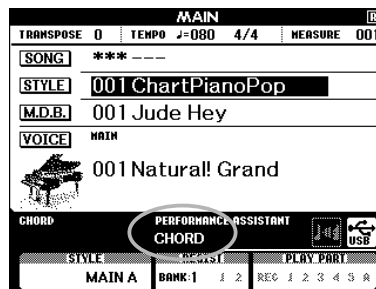 MAIN
TRANSPOSE 0 TEMPO ♩=080 4/4 MEASURE 001
SONG *** ---
STYLE 001 ChartPianoPop
M.D.B. 001 Jude Hey
VOICE MAIN
001 Natural! Grand
CHORD PERFORMANCE ASSISTANT
CHORD
USB
STYLE REGIST PLAY PART
MAIN A BANK:1 1 2 REC 1 2 3 4 5 A